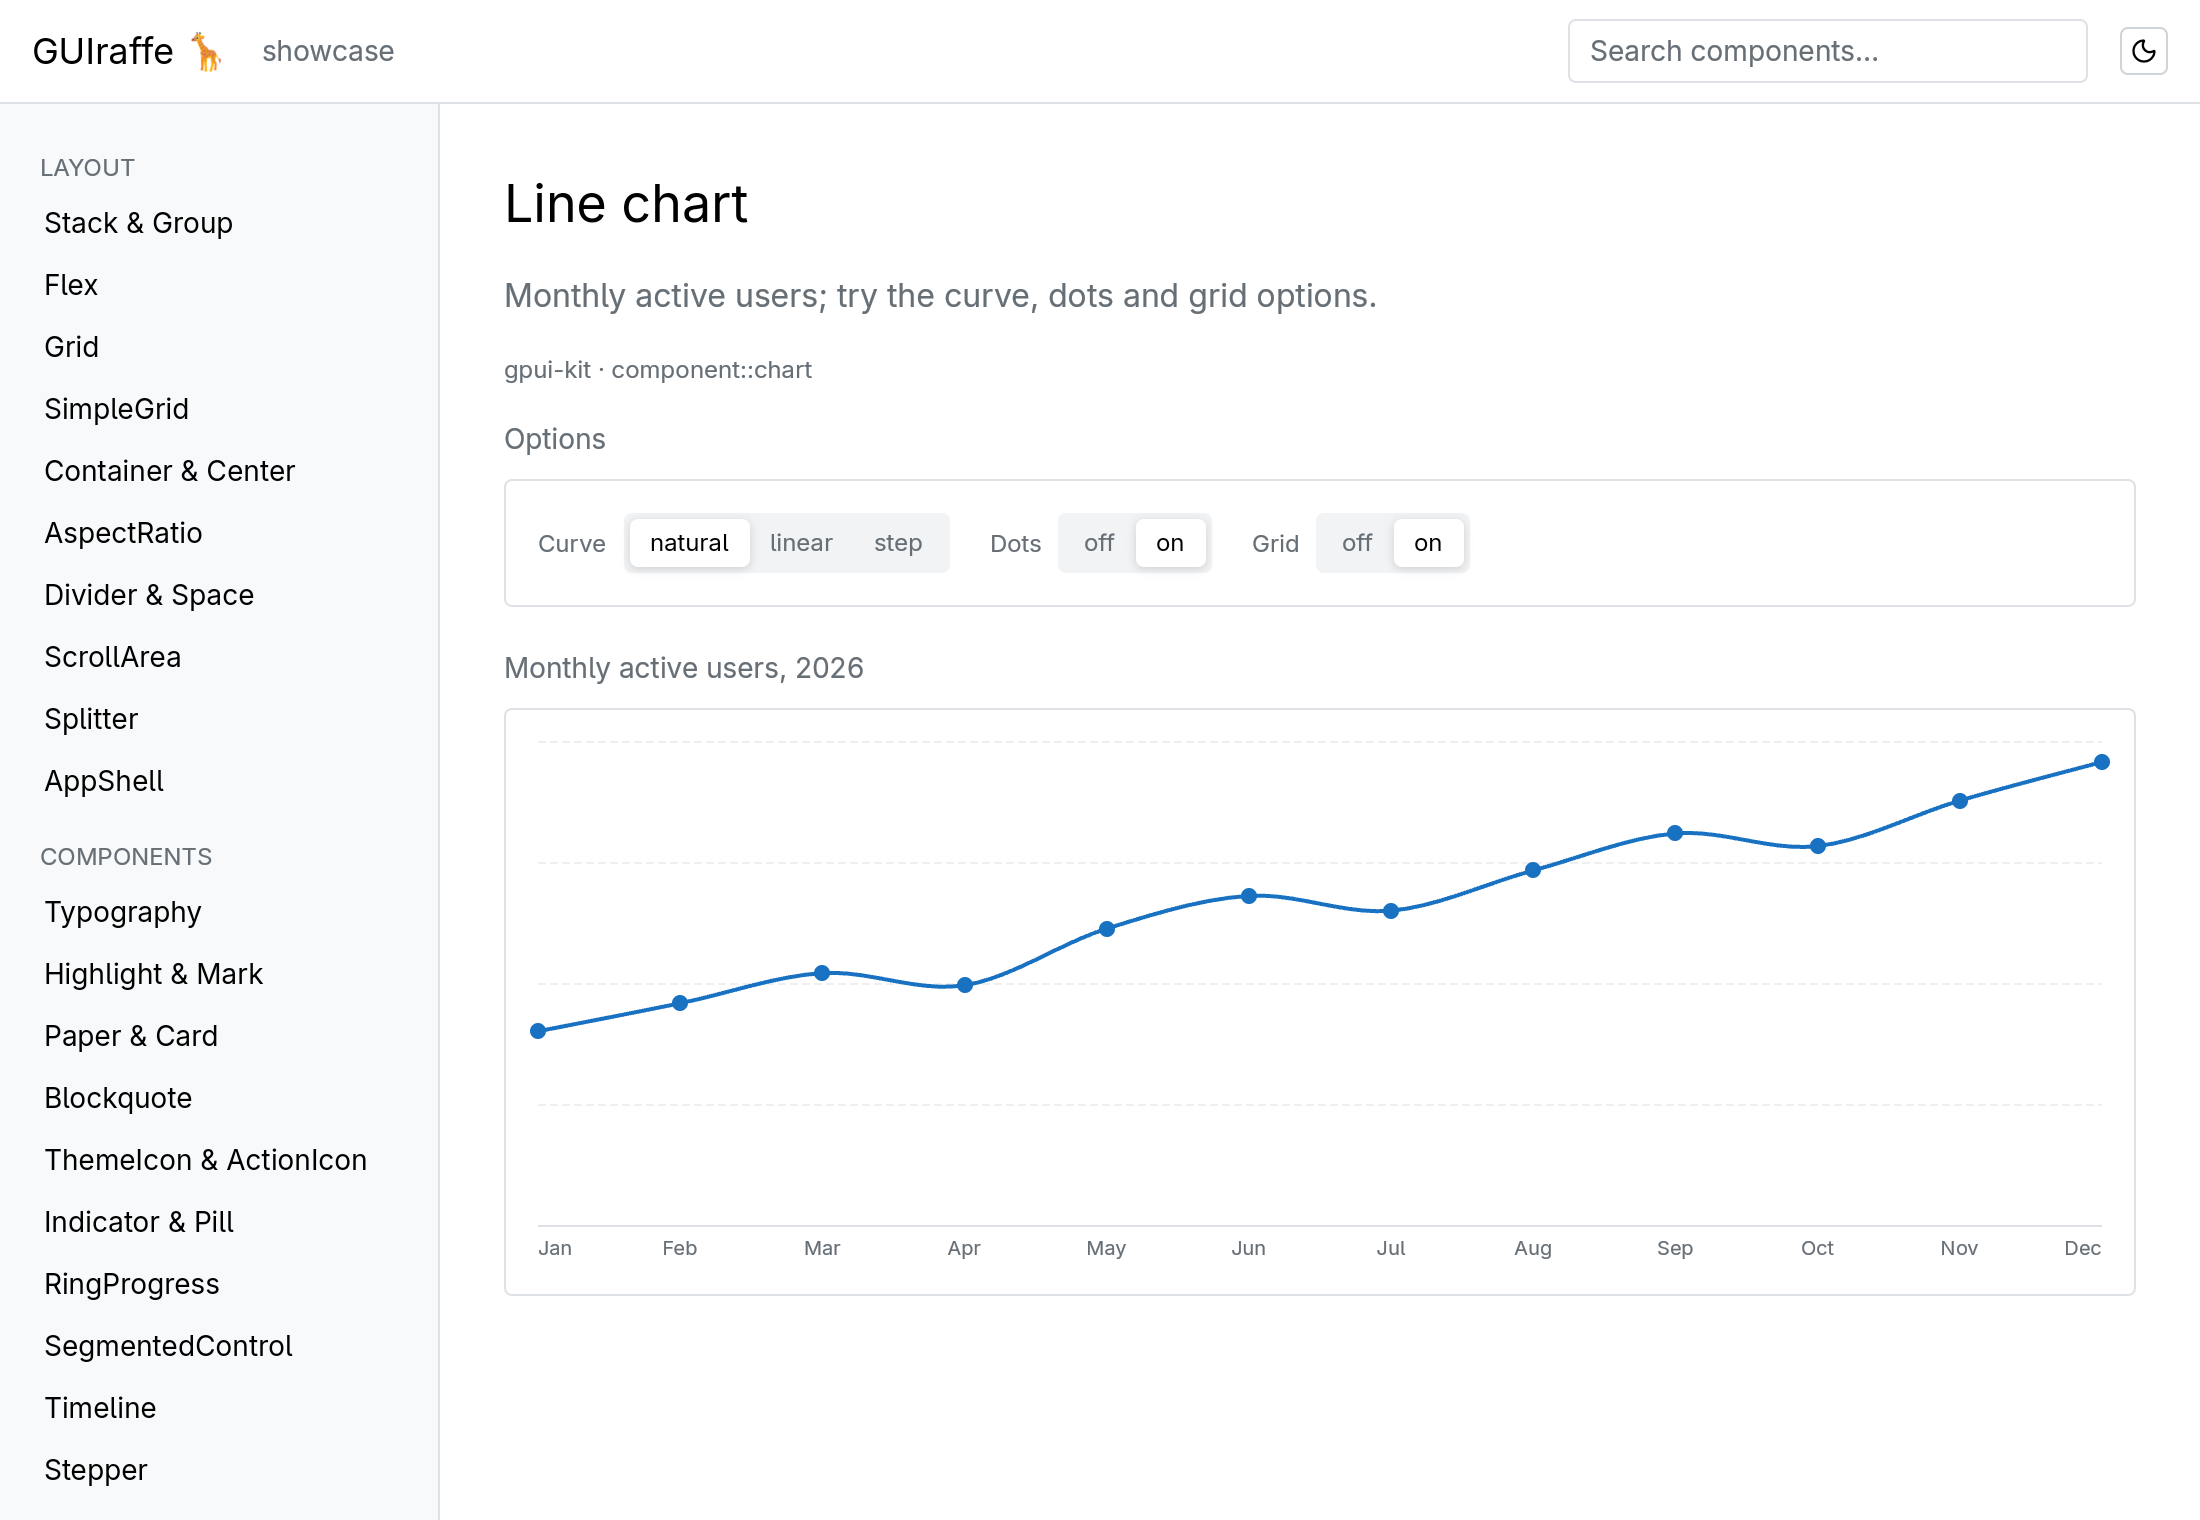 GUIraffe 🦒 showcase
Search components...
LAYOUT
Stack & Group
Flex
Grid
SimpleGrid
Container & Center
AspectRatio
Divider & Space
ScrollArea
Splitter
AppShell
COMPONENTS
Typography
Highlight & Mark
Paper & Card
Blockquote
ThemeIcon & ActionIcon
Indicator & Pill
RingProgress
SegmentedControl
Timeline
Stepper
Line chart
Monthly active users; try the curve, dots and grid options.
gpui-kit · component::chart
Options
Curve natural linear step Dots off on Grid off on
Monthly active users, 2026
Jan Feb Mar Apr May Jun Jul Aug Sep Oct Nov Dec